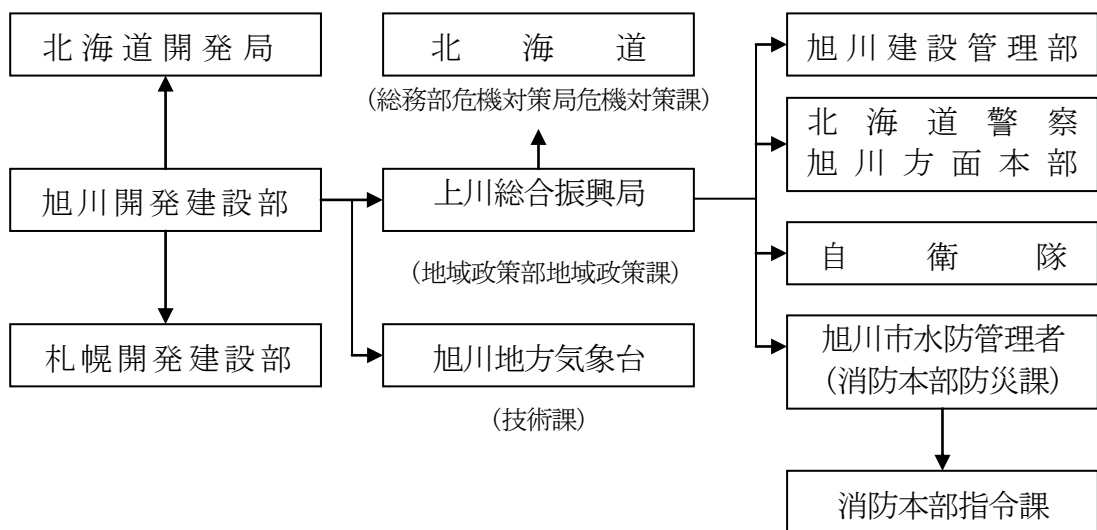 北海道開発局
北海道
(総務部危機対策局危機対策課)
旭川建設管理部
北海道警察
旭川方面本部
旭川開発建設部
上川総合振興局
(地域政策部地域政策課)
自衛隊
札幌開発建設部
旭川地方気象台
(技術課)
旭川市水防管理者
(消防本部防災課)
消防本部指令課